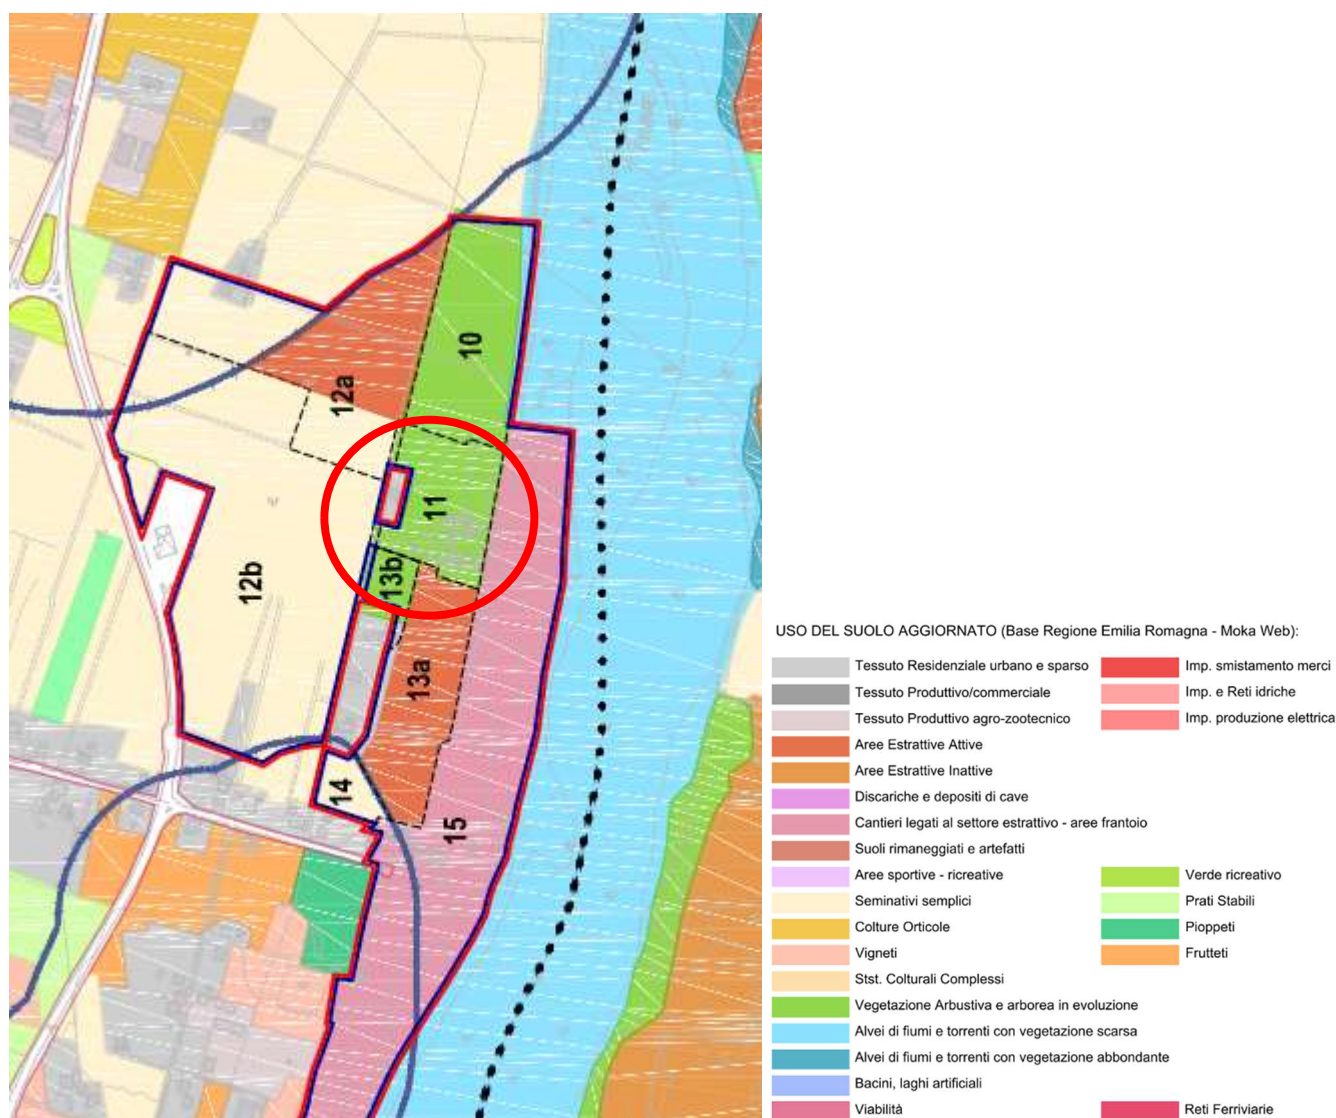 10
12a
11
12b
13b
13a
14
15
USO DEL SUOLO AGGIORNATO (Base Regione Emilia Romagna - Moka Web):
Tessuto Residenziale urbano e sparso
Imp. smistamento merci
Tessuto Produttivo/commerciale
Imp. e Reti idriche
Tessuto Produttivo agro-zootecnico
Imp. produzione elettrica
Aree Estrattive Attive
Aree Estrattive Inattive
Discariche e depositi di cave
Cantieri legati al settore estrattivo - aree frantoio
Suoli rimaneggiati e artefatti
Aree sportive - ricreative
Verde ricreativo
Seminativi semplici
Prati Stabili
Colture Orticole
Pioppeti
Vigneti
Frutteti
Stst. Colturali Complessi
Vegetazione Arbustiva e arborea in evoluzione
Alvei di fiumi e torrenti con vegetazione scarsa
Alvei di fiumi e torrenti con vegetazione abbondante
Bacini, laghi artificiali
Viabilità
Reti Ferriviarie